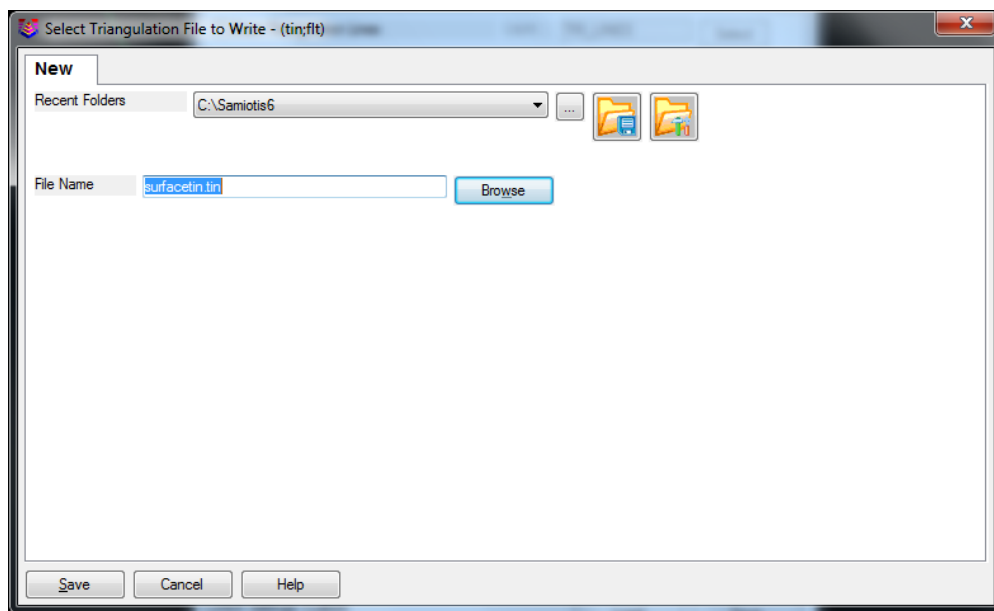 Select Triangulation File to Write - (tin;flt)
New
Recent Folders
C:\Samiotis6
...
File Name
surfacetin.tin
Browse
Save
Cancel
Help